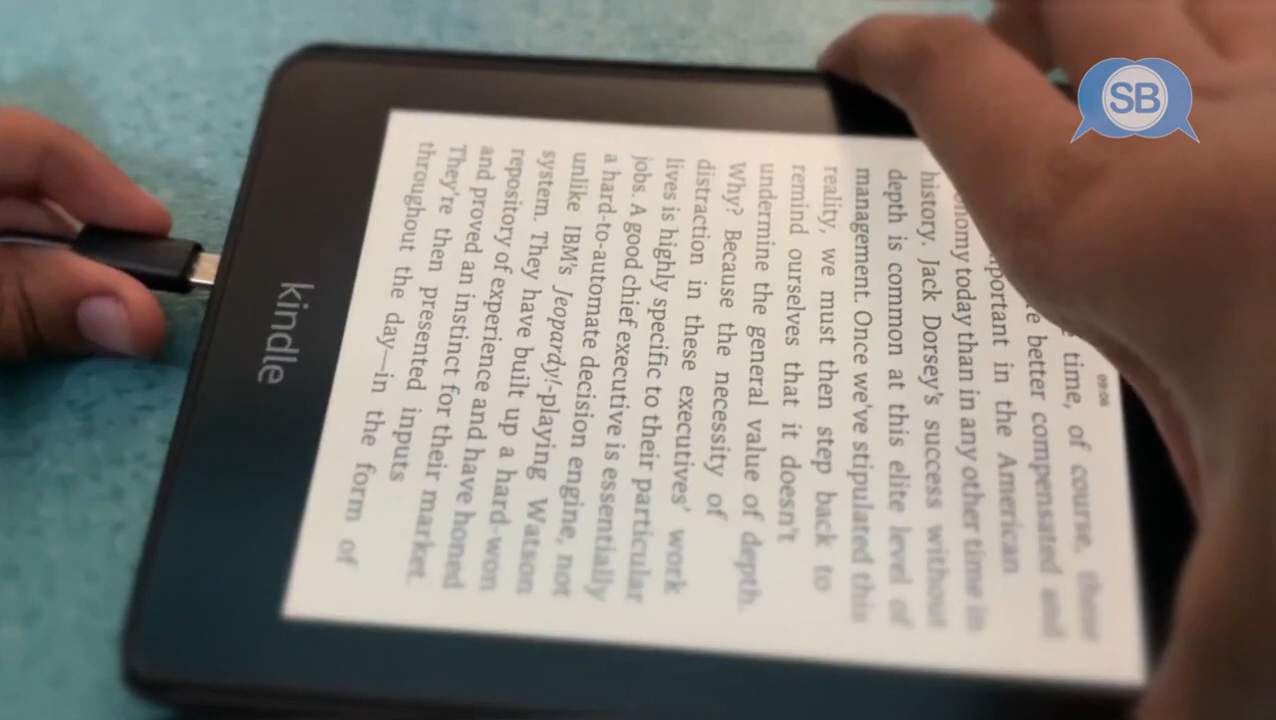 SB
09:06
time, of course, these
better compensated and
in the American
today than in any other time in
history. Jack Dorsey's success without
depth is common at this elite level of
management. Once we've stipulated this
reality, we must then step back to
remind ourselves that it doesn't
undermine the general value of depth.
Why? Because the necessity of
distraction in these executives' work
lives is highly specific to their particular
jobs. A good chief executive is essentially
a hard-to-automate decision engine, not
unlike IBM's Jeopardy!-playing Watson
system. They have built up a hard-won
repository of experience and have honed
and proved an instinct for their market.
They're then presented inputs
throughout the day—in the form of
kindle